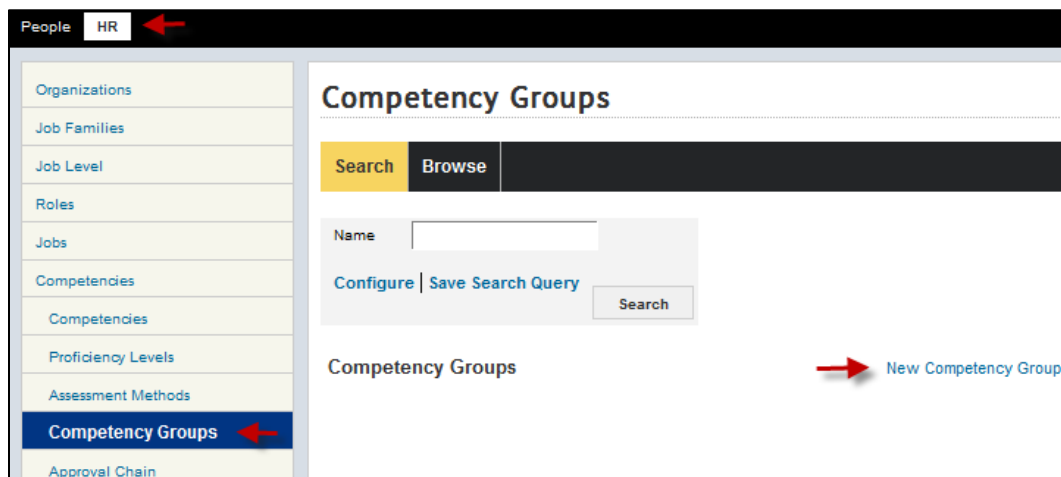 People HR
Organizations
Job Families
Job Level
Roles
Jobs
Competencies
Competencies
Proficiency Levels
Assessment Methods
Competency Groups
Approval Chain
Competency Groups
Search Browse
Name
Configure | Save Search Query
Search
Competency Groups
New Competency Group